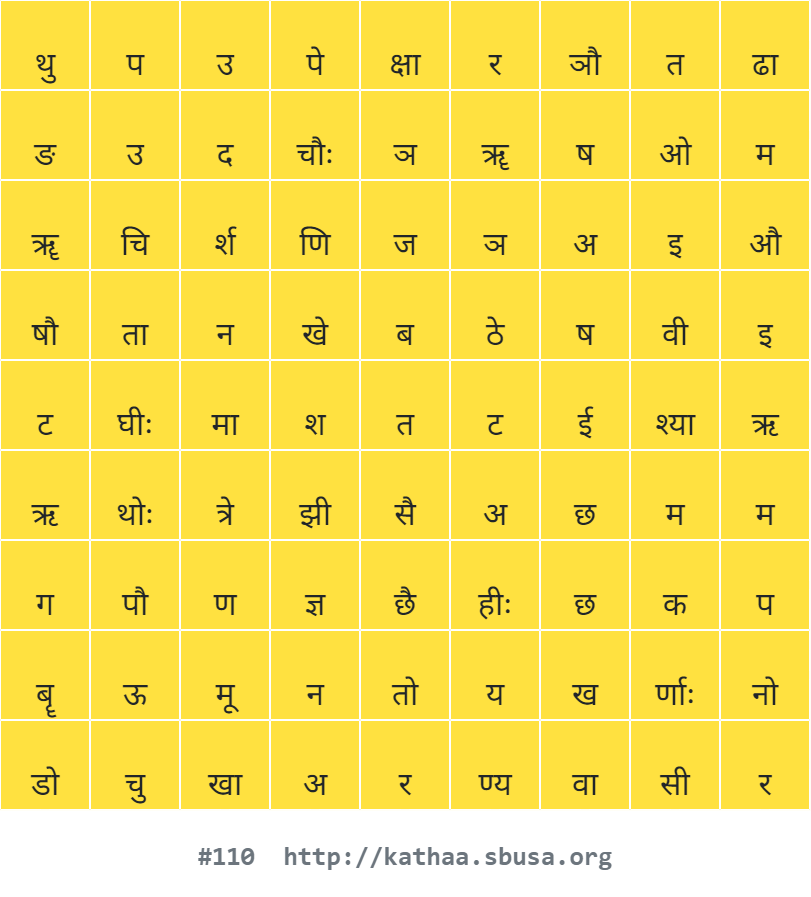 थु प उ पे क्षा र ञौ त ढा
ङ उ द चौः ञ ॠ ष ओ म
ॠ चि र्श णि ज ञ अ इ औ
षौ ता न खे ब ठे ष वी इ
ट घीः मा श त ट ई श्या ऋ
ऋ थोः त्रे झी सै अ छ म म
ग पौ ण ज्ञ छै हीः छ क प
बॄ ऊ मू न तो य ख र्णाः नो
डो चु खा अ र ण्य वा सी र
#110 http://kathaa.sbusa.org